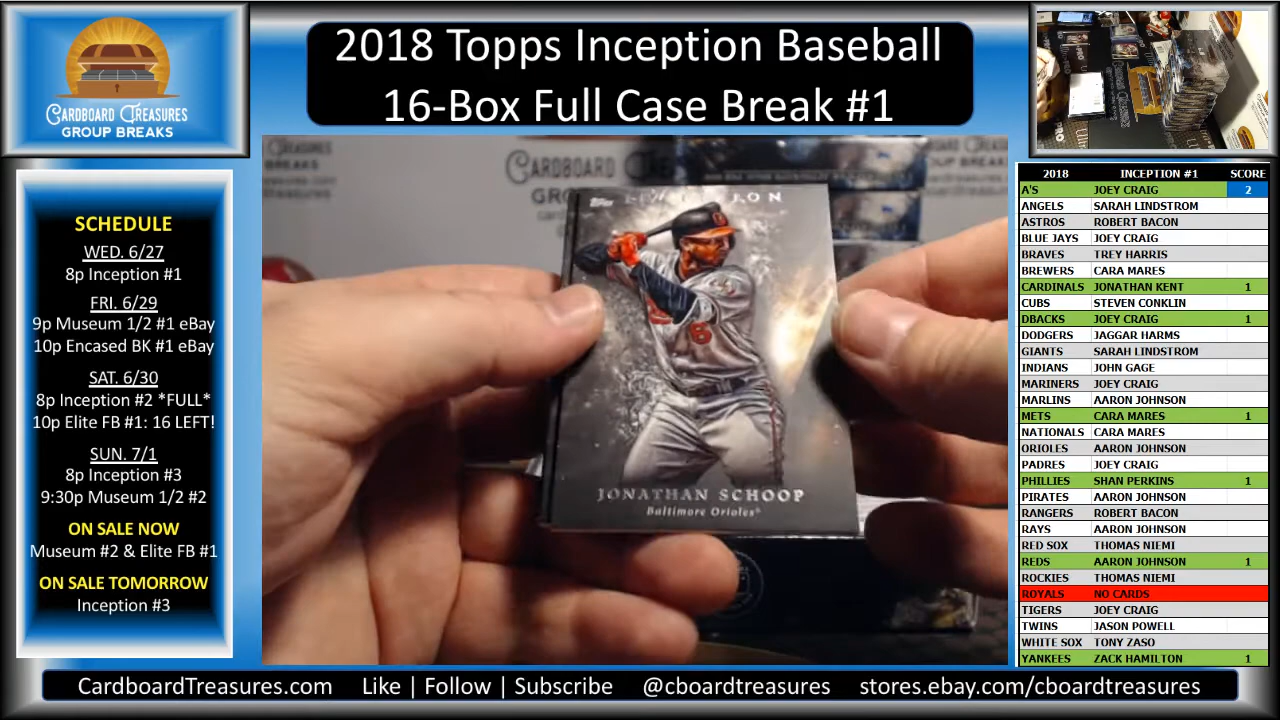 CARDBOARD TREASURES
GROUP BREAKS
2018 Topps Inception Baseball
16-Box Full Case Break #1
SCHEDULE
WED. 6/27
8p Inception #1
FRI. 6/29
9p Museum 1/2 #1 eBay
10p Encased BK #1 eBay
SAT. 6/30
8p Inception #2 *FULL*
10p Elite FB #1: 16 LEFT!
SUN. 7/1
8p Inception #3
9:30p Museum 1/2 #2
ON SALE NOW
Museum #2 & Elite FB #1
ON SALE TOMORROW
Inception #3
CARDBOARD
Topps
6
JONATHAN SCHOOP
Baltimore Orioles®
2018 INCEPTION #1 SCORE
A'S JOEY CRAIG 2
ANGELS SARAH LINDSTROM
ASTROS ROBERT BACON
BLUE JAYS JOEY CRAIG
BRAVES TREY HARRIS
BREWERS CARA MARES
CARDINALS JONATHAN KENT 1
CUBS STEVEN CONKLIN
DBACKS JOEY CRAIG 1
DODGERS JAGGAR HARMS
GIANTS SARAH LINDSTROM
INDIANS JOHN GAGE
MARINERS JOEY CRAIG
MARLINS AARON JOHNSON
METS CARA MARES 1
NATIONALS CARA MARES
ORIOLES AARON JOHNSON
PADRES JOEY CRAIG
PHILLIES SHAN PERKINS 1
PIRATES AARON JOHNSON
RANGERS ROBERT BACON
RAYS AARON JOHNSON
RED SOX THOMAS NIEMI
REDS AARON JOHNSON 1
ROCKIES THOMAS NIEMI
ROYALS NO CARDS
TIGERS JOEY CRAIG
TWINS JASON POWELL
WHITE SOX TONY ZASO
YANKEES ZACK HAMILTON 1
CardboardTreasures.com Like | Follow | Subscribe @cboardtreasures stores.ebay.com/cboardtreasures